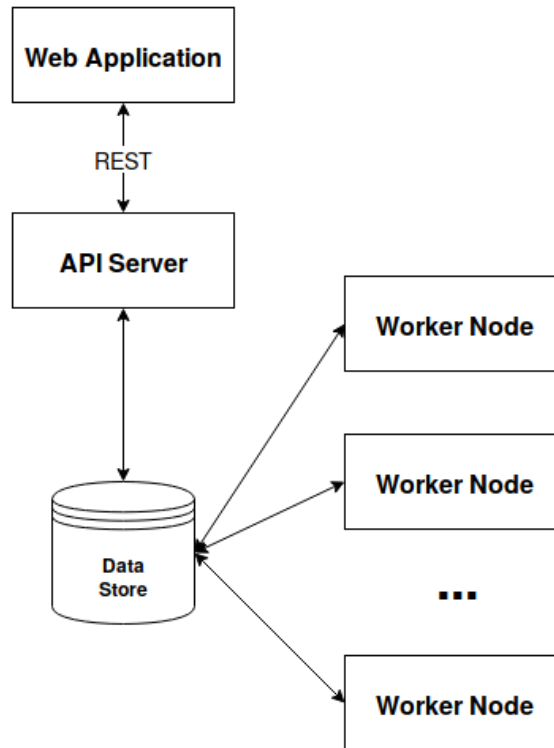 Web Application
REST
API Server
Worker Node
Worker Node
Data
Store
...
Worker Node